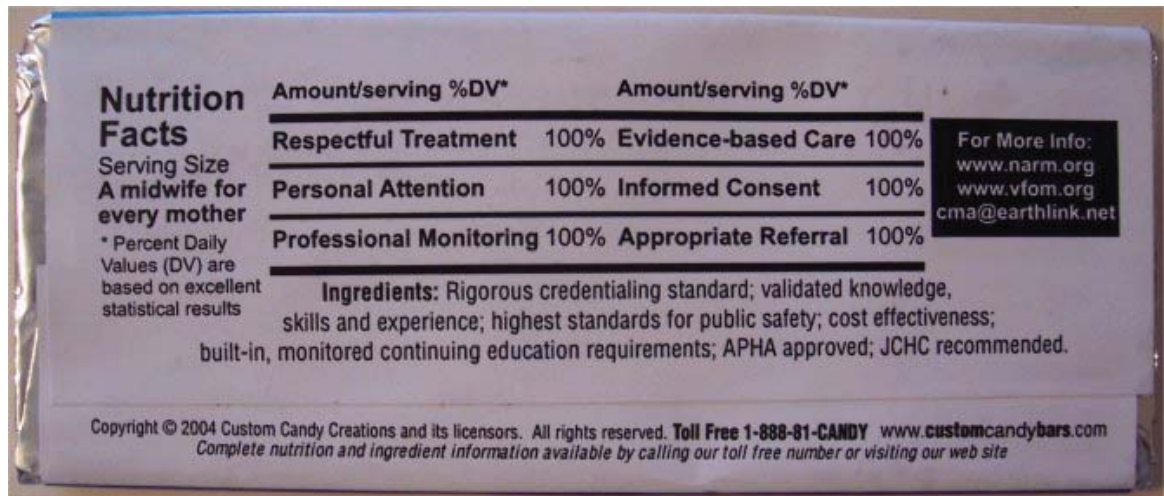 Nutrition
Facts
Serving Size
A midwife for
every mother
* Percent Daily
Values (DV) are
based on excellent
statistical results
Amount/serving %DV* Amount/serving %DV*
Respectful Treatment 100% Evidence-based Care 100%
Personal Attention 100% Informed Consent 100%
Professional Monitoring 100% Appropriate Referral 100%
For More Info:
www.narm.org
www.vfom.org
cma@earthlink.net
Ingredients: Rigorous credentialing standard; validated knowledge,
skills and experience; highest standards for public safety; cost effectiveness;
built-in, monitored continuing education requirements; APHA approved; JCHC recommended.
Copyright © 2004 Custom Candy Creations and its licensors. All rights reserved. Toll Free 1-888-81-CANDY www.customcandybars.com
Complete nutrition and ingredient information available by calling our toll free number or visiting our web site